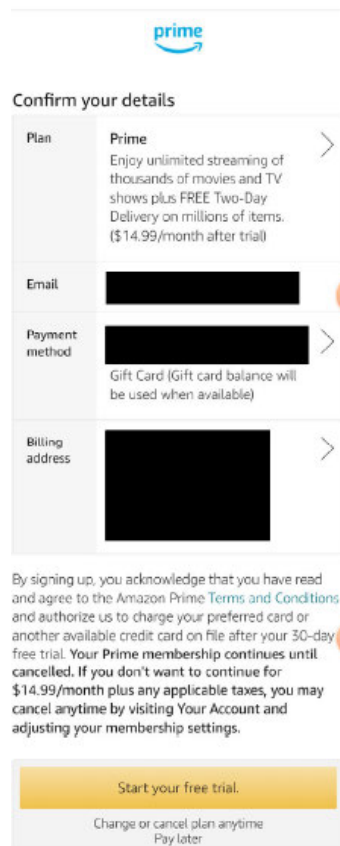 prime
Confirm your details
Plan
Prime
Enjoy unlimited streaming of
thousands of movies and TV
shows plus FREE Two-Day
Delivery on millions of items.
($14.99/month after trial)
Email
Payment
method
Gift Card (Gift card balance will
be used when available)
Billing
address
By signing up, you acknowledge that you have read
and agree to the Amazon Prime Terms and Conditions
and authorize us to charge your preferred card or
another available credit card on file after your 30-day
free trial. Your Prime membership continues until
cancelled. If you don't want to continue for
$14.99/month plus any applicable taxes, you may
cancel anytime by visiting Your Account and
adjusting your membership settings.
Start your free trial.
Change or cancel plan anytime
Pay later